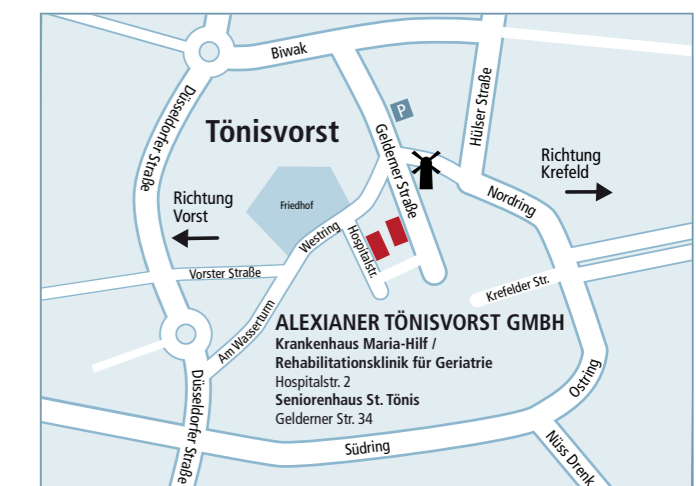 Biwak
Düsseldorfer Straße
P
Hülser Straße
Tönisvorst
Gelderner Straße
Richtung
Krefeld
Richtung
Vorst
Friedhof
Nordring
Westring
Hospitalstr.
Vorster Straße
Krefelder Str.
Am Wasserturm
ALEXIANER TÖNISVORST GMBH
Krankenhaus Maria-Hilf /
Rehabilitationsklinik für Geriatrie
Hospitalstr. 2
Seniorenhaus St. Tönis
Gelderner Str. 34
Ostring
Düsseldorfer Straße
Südring
Nüss Drenk